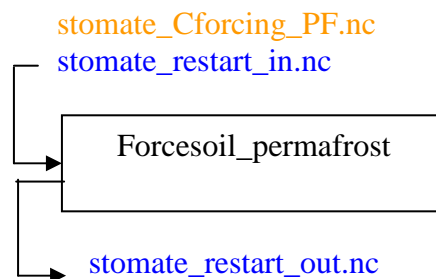 stomate_Cforcing_PF.nc
stomate_restart_in.nc
Forcesoil_permafrost
stomate_restart_out.nc